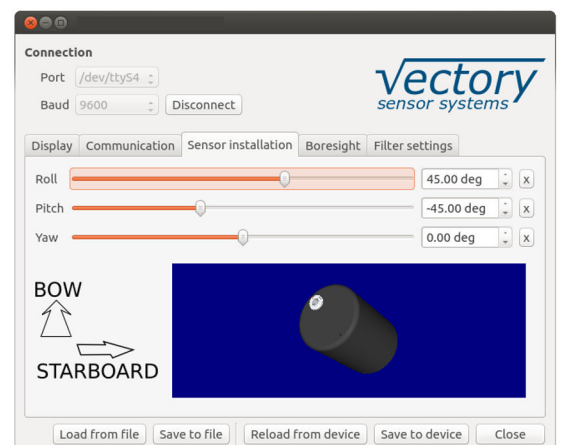 Connection
Port /dev/ttyS4
Baud 9600 Disconnect
Vectory
sensor systems
Display Communication Sensor installation Boresight Filter settings
Roll 45.00 deg x
Pitch -45.00 deg x
Yaw 0.00 deg x
BOW
STARBOARD
Load from file Save to file Reload from device Save to device Close